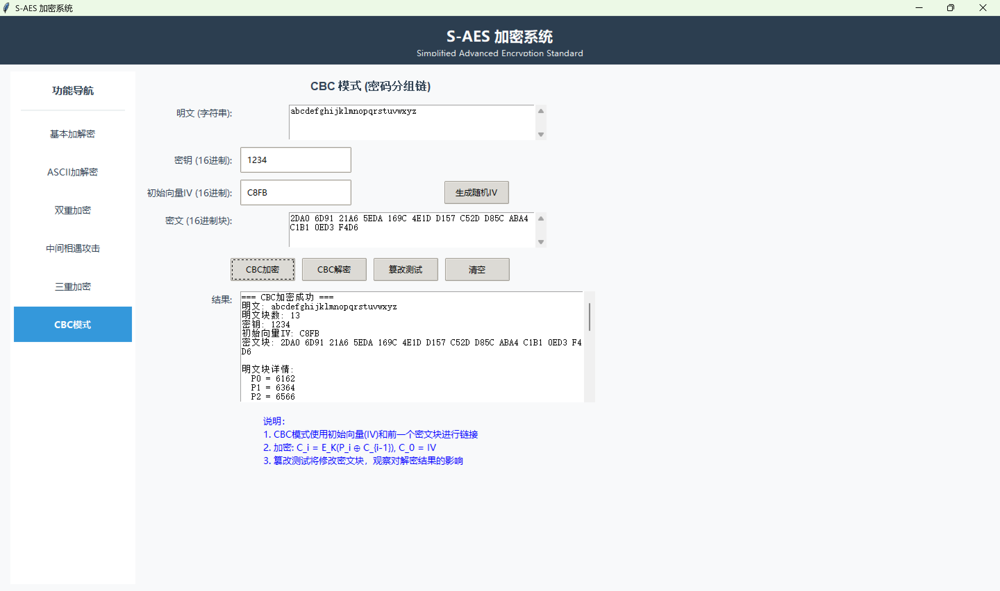 S-AES 加密系统
S-AES 加密系统
Simplified Advanced Encryption Standard
功能导航
基本加解密
ASCII加解密
双重加密
中间相遇攻击
三重加密
CBC模式
CBC 模式 (密码分组链)
明文 (字符串):
abcdefghijklmnopqrstuvwxyz
密钥 (16进制):
1234
初始向量IV (16进制):
C8FB
生成随机IV
密文 (16进制块):
2DA0 6D91 21A6 5EDA 169C 4E1D D157 C52D D85C ABA4
C1B1 0ED3 F4D6
CBC加密
CBC解密
篡改测试
清空
结果:
=== CBC加密成功 ===
明文: abcdefghijklmnopqrstuvwxyz
明文块数: 13
密钥: 1234
初始向量IV: C8FB
密文块: 2DA0 6D91 21A6 5EDA 169C 4E1D D157 C52D D85C ABA4 C1B1 0ED3 F4
D6
明文块详情:
P0 = 6162
P1 = 6364
P2 = 6566
说明:
1. CBC模式使用初始向量(IV)和前一个密文块进行链接
2. 加密: C_i = E_K(P_i ⊕ C_{i-1}), C_0 = IV
3. 篡改测试将修改密文块，观察对解密结果的影响